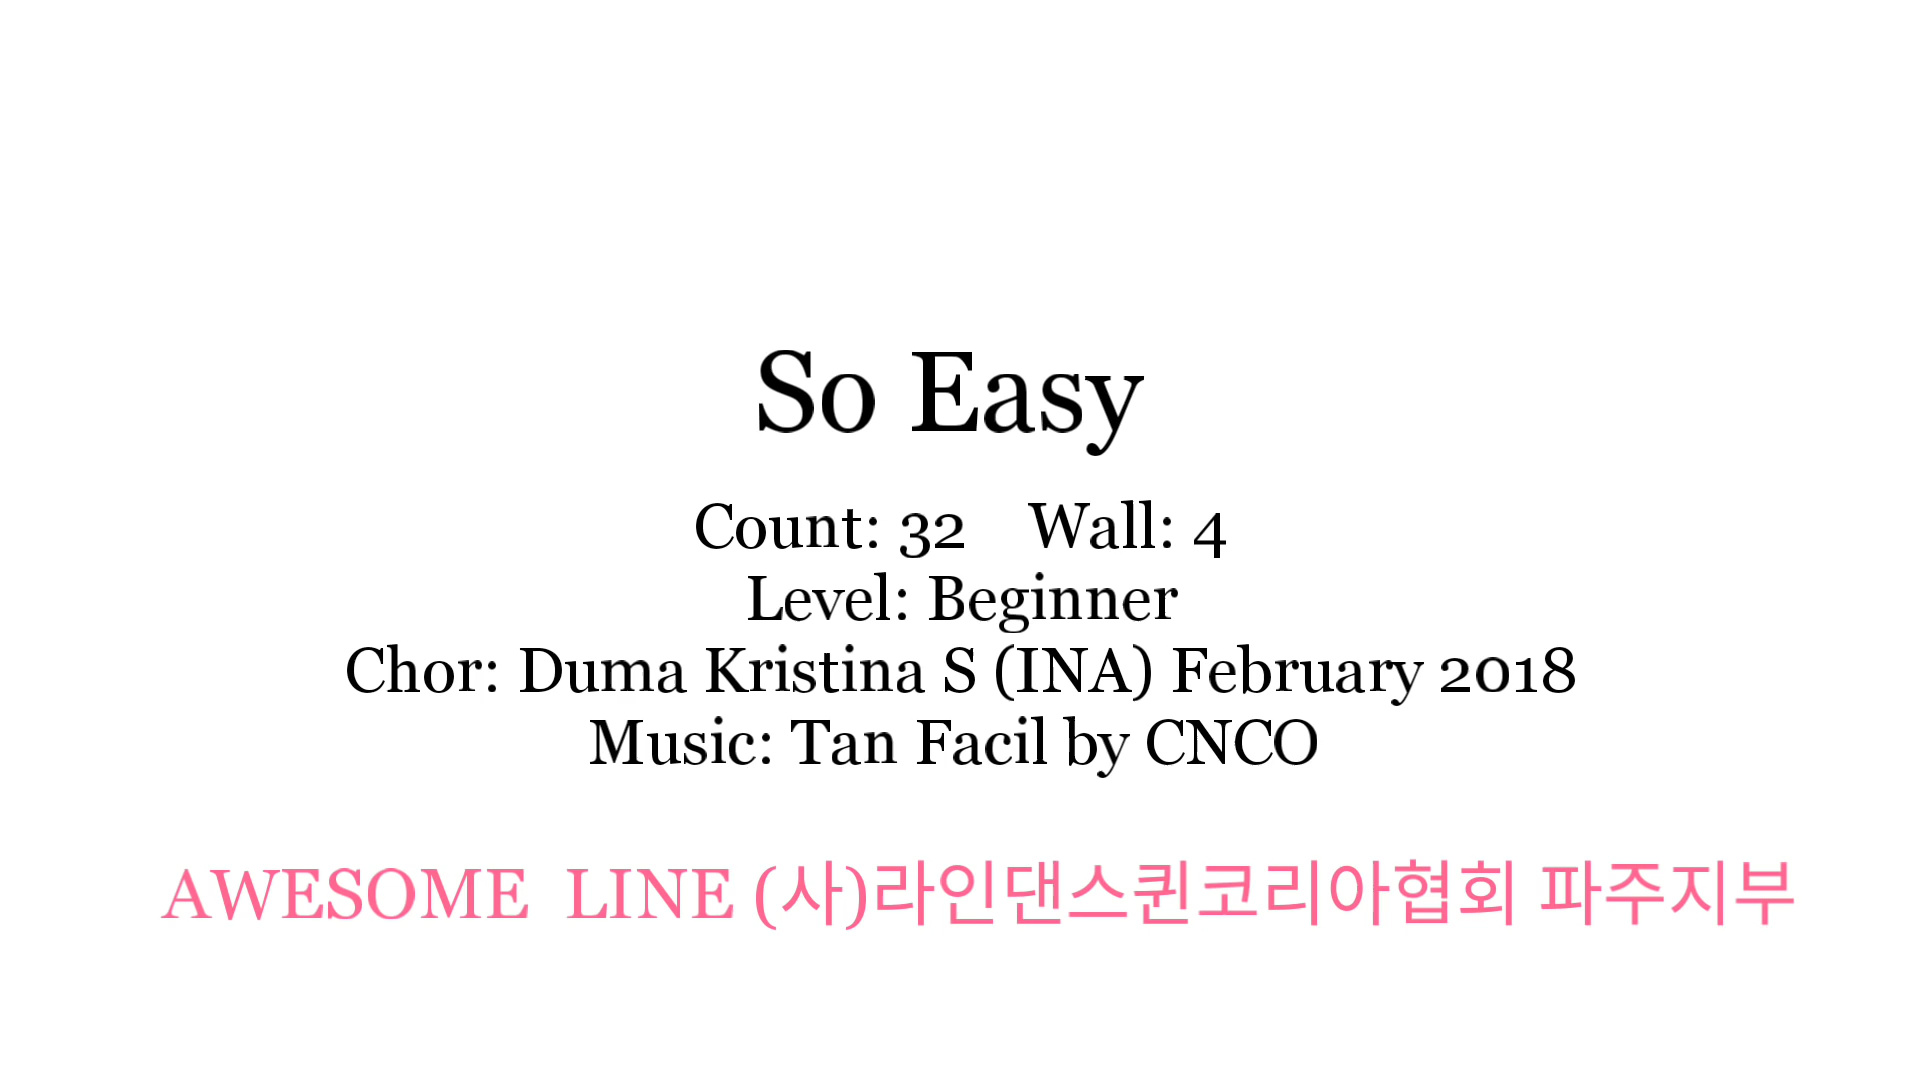 So Easy
Count: 32    Wall: 4
Level: Beginner
Chor: Duma Kristina S (INA) February 2018
Music: Tan Facil by CNCO
AWESOME  LINE (사)라인댄스퀸코리아협회 파주지부